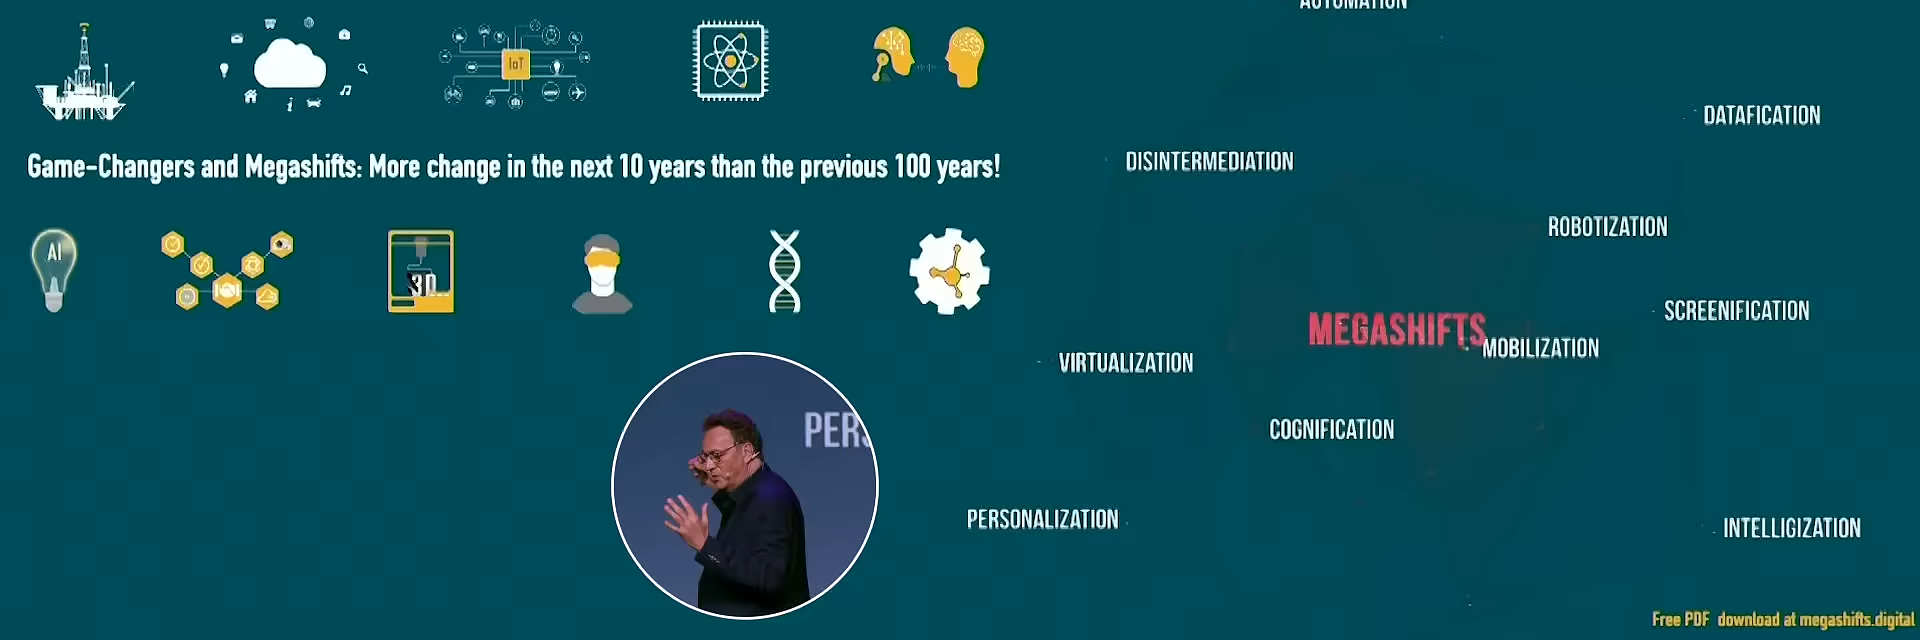 AUTOMATION
IoT
DATAFICATION
DISINTERMEDIATION
Game-Changers and Megashifts: More change in the next 10 years than the previous 100 years!
ROBOTIZATION
AI
3D
SCREENIFICATION
MEGASHIFTS
MOBILIZATION
VIRTUALIZATION
PERS
COGNIFICATION
PERSONALIZATION
INTELLIGIZATION
Free PDF download at megashifts.digital